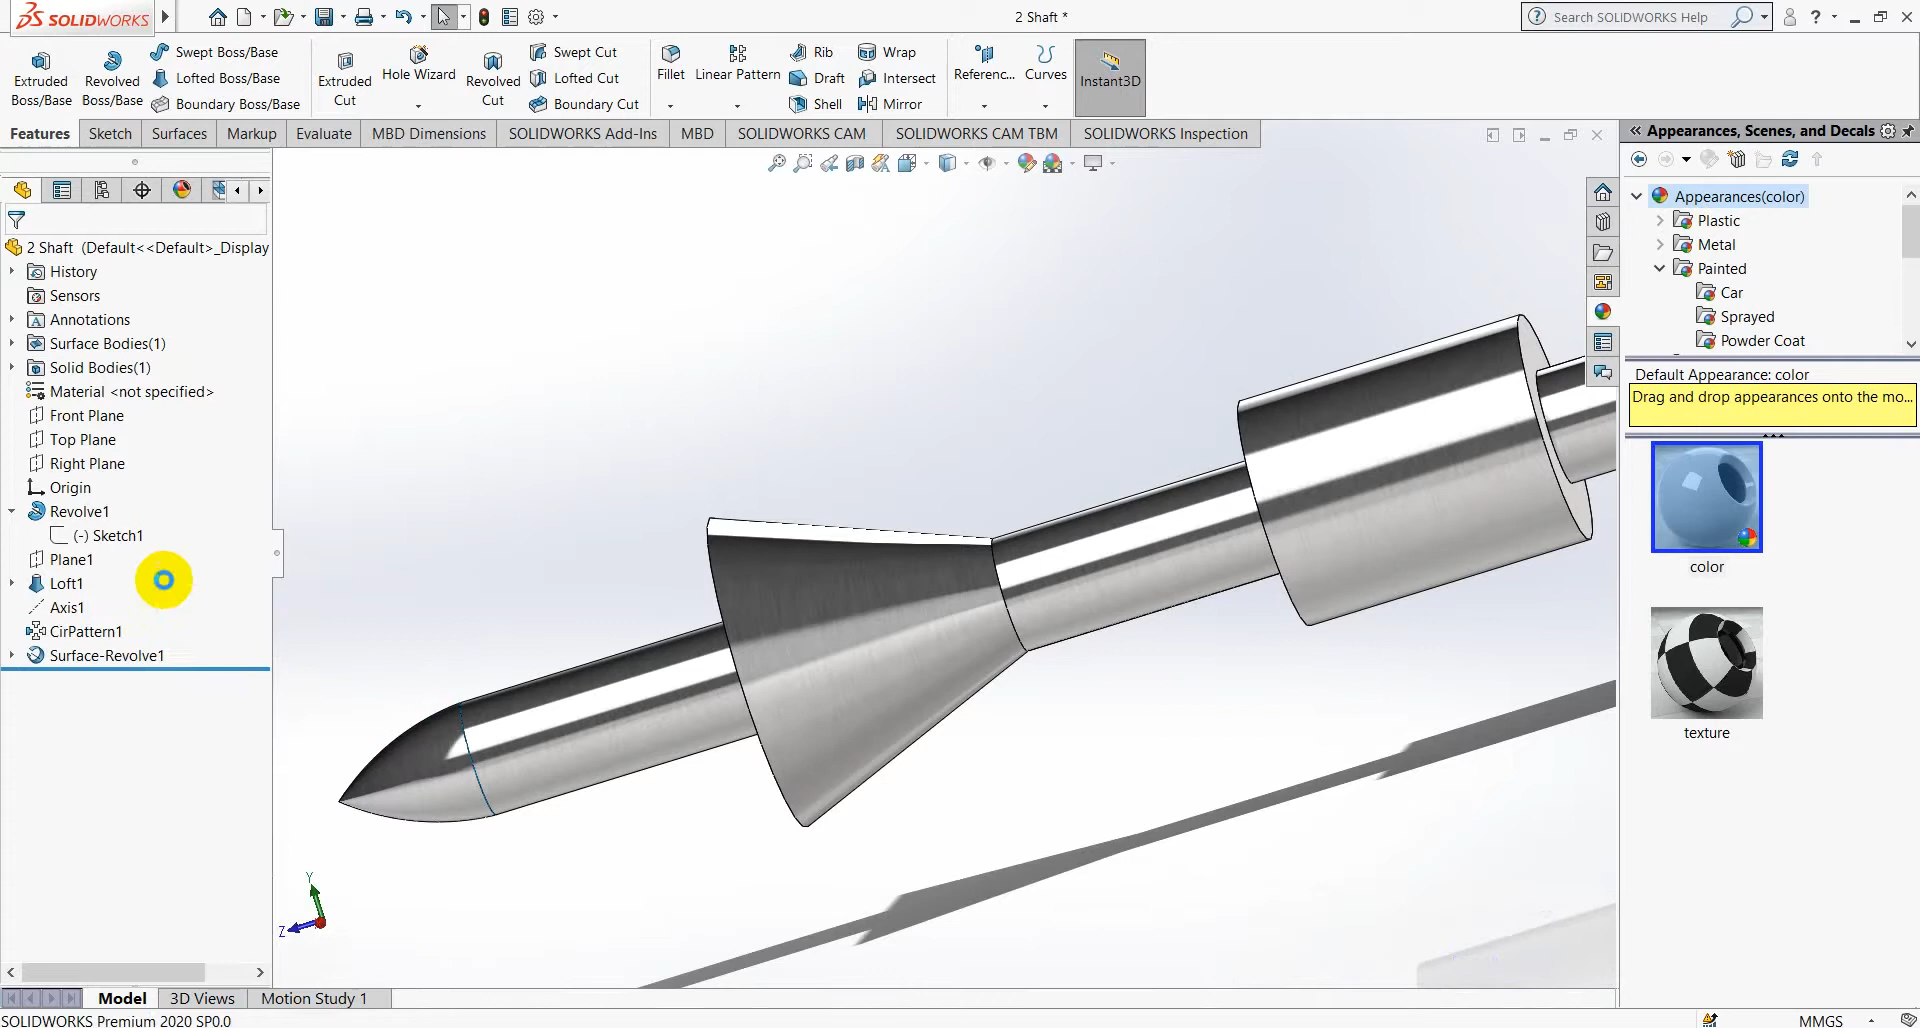 SOLIDWORKS
2 Shaft *
Search SOLIDWORKS Help
Extruded Boss/Base
Revolved Boss/Base
Swept Boss/Base
Lofted Boss/Base
Boundary Boss/Base
Extruded Cut
Hole Wizard
Revolved Cut
Swept Cut
Lofted Cut
Boundary Cut
Fillet
Linear Pattern
Rib
Draft
Shell
Wrap
Intersect
Mirror
Referenc...
Curves
Instant3D
Features
Sketch
Surfaces
Markup
Evaluate
MBD Dimensions
SOLIDWORKS Add-Ins
MBD
SOLIDWORKS CAM
SOLIDWORKS CAM TBM
SOLIDWORKS Inspection
2 Shaft (Default<<Default>_Display
History
Sensors
Annotations
Surface Bodies(1)
Solid Bodies(1)
Material <not specified>
Front Plane
Top Plane
Right Plane
Origin
Revolve1
(-) Sketch1
Plane1
Loft1
Axis1
CirPattern1
Surface-Revolve1
Y
Z
Appearances, Scenes, and Decals
Appearances(color)
Plastic
Metal
Painted
Car
Sprayed
Powder Coat
Default Appearance: color
Drag and drop appearances onto the mo...
color
texture
Model
3D Views
Motion Study 1
SOLIDWORKS Premium 2020 SP0.0
MMGS